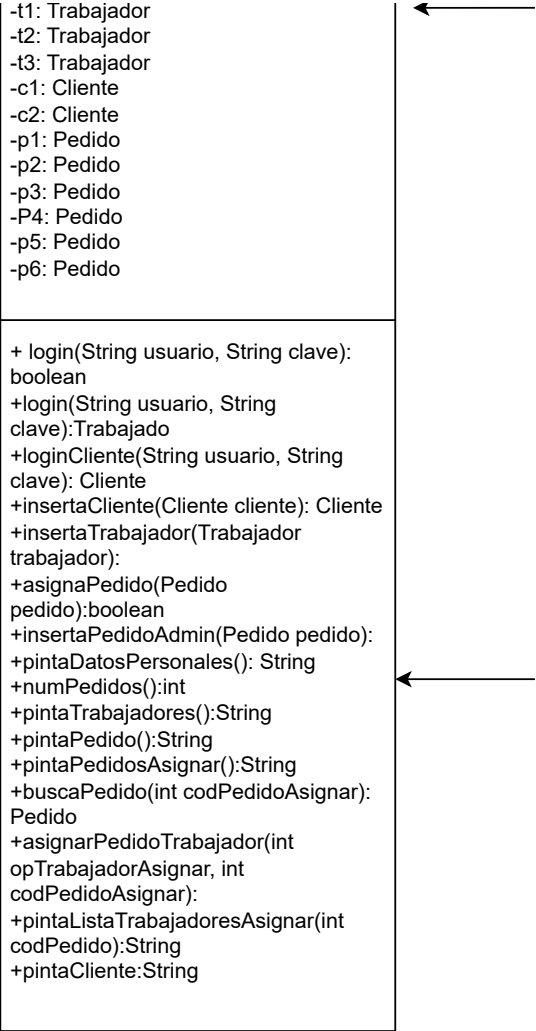 -t1: Trabajador
-t2: Trabajador
-t3: Trabajador
-c1: Cliente
-c2: Cliente
-p1: Pedido
-p2: Pedido
-p3: Pedido
-P4: Pedido
-p5: Pedido
-p6: Pedido
+ login(String usuario, String clave):
boolean
+login(String usuario, String
clave):Trabajado
+loginCliente(String usuario, String
clave): Cliente
+insertaCliente(Cliente cliente): Cliente
+insertaTrabajador(Trabajador
trabajador):
+asignaPedido(Pedido
pedido):boolean
+insertaPedidoAdmin(Pedido pedido):
+pintaDatosPersonales(): String
+numPedidos():int
+pintaTrabajadores():String
+pintaPedido():String
+pintaPedidosAsignar():String
+buscaPedido(int codPedidoAsignar):
Pedido
+asignarPedidoTrabajador(int
opTrabajadorAsignar, int
codPedidoAsignar):
+pintaListaTrabajadoresAsignar(int
codPedido):String
+pintaCliente:String